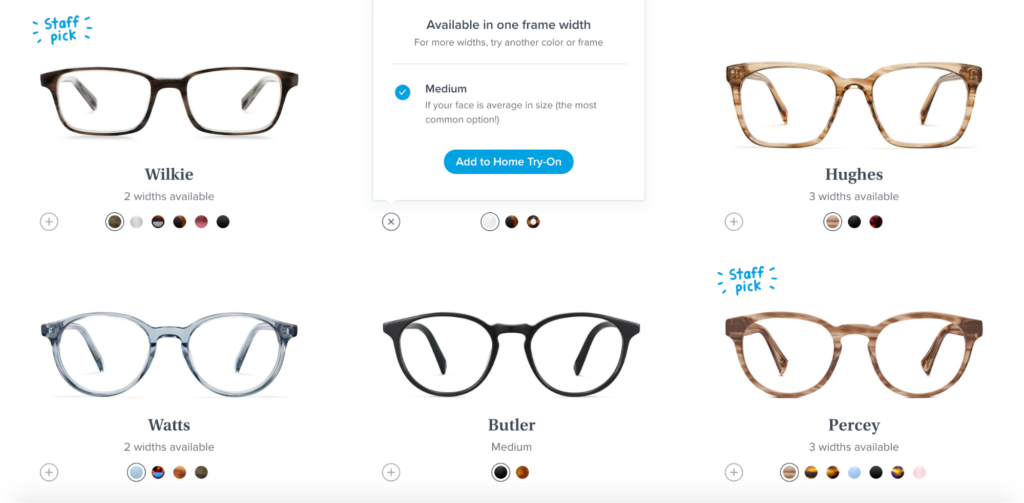 Staff
pick
Available in one frame width
For more widths, try another color or frame
Medium
If your face is average in size (the most
common option!)
Add to Home Try-On
Wilkie
2 widths available
Hughes
3 widths available
Staff
pick
Watts
2 widths available
Butler
Medium
Percey
3 widths available